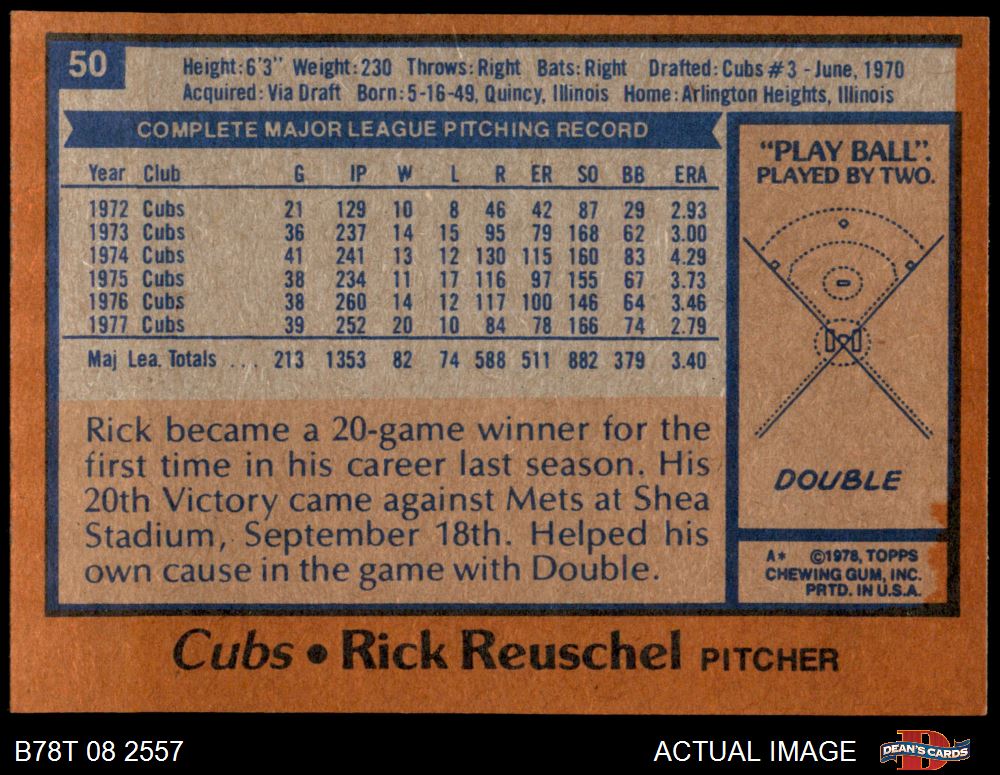 50
Height:6'3" Weight:230 Throws:Right Bats:Right Drafted:Cubs #3 - June, 1970
Acquired:Via Draft Born:5-16-49, Quincy, Illinois Home:Arlington Heights, Illinois
COMPLETE MAJOR LEAGUE PITCHING RECORD
Year Club G IP W L R ER SO BB ERA
1972 Cubs 21 129 10 8 46 42 87 29 2.93
1973 Cubs 36 237 14 15 95 79 168 62 3.00
1974 Cubs 41 241 13 12 130 115 160 83 4.29
1975 Cubs 38 234 11 17 116 97 155 67 3.73
1976 Cubs 38 260 14 12 117 100 146 64 3.46
1977 Cubs 39 252 20 10 84 78 166 74 2.79
Maj Lea. Totals ... 213 1353 82 74 588 511 882 379 3.40
Rick became a 20-game winner for the
first time in his career last season. His
20th Victory came against Mets at Shea
Stadium, September 18th. Helped his
own cause in the game with Double.
"PLAY BALL".
PLAYED BY TWO.
DOUBLE
A* ©1978, TOPPS
CHEWING GUM, INC.
PRTD. IN U.S.A.
Cubs • Rick Reuschel PITCHER
B78T 08 2557
ACTUAL IMAGE
DEAN'S CARDS